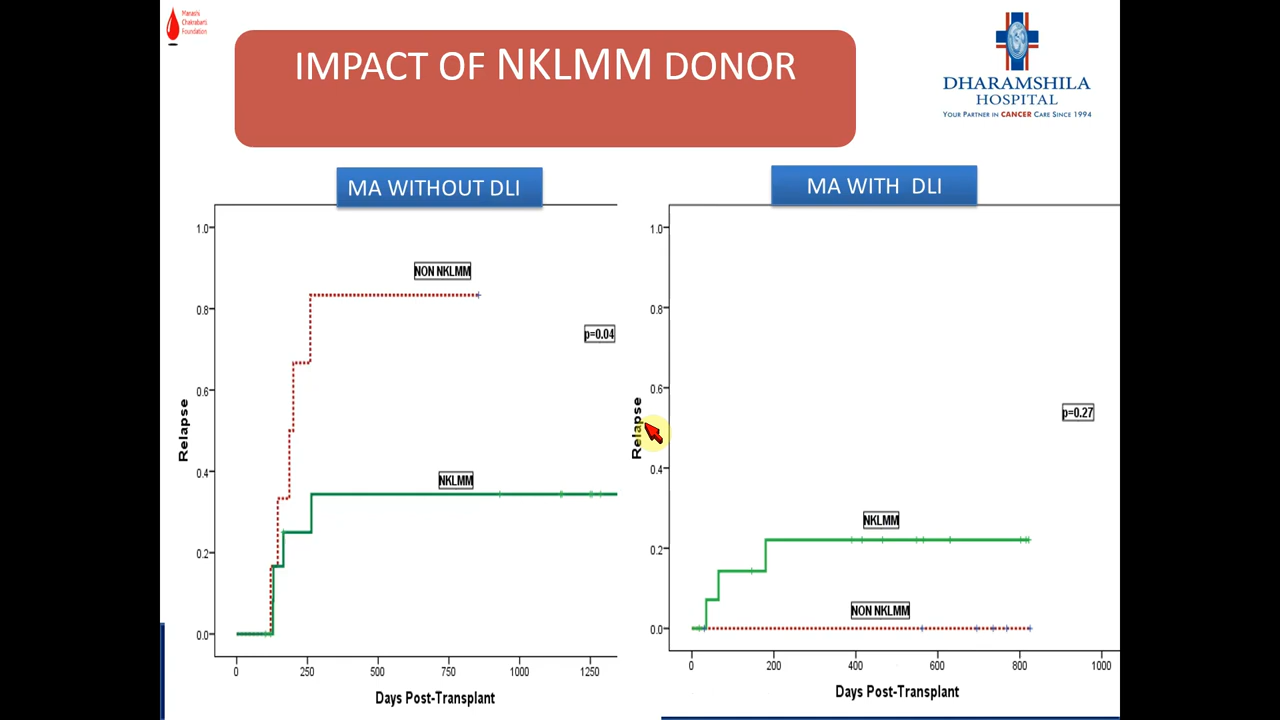 Manashi
Chakrabarti
Foundation
IMPACT OF NKLMM DONOR
DHARAMSHILA
HOSPITAL
YOUR PARTNER IN CANCER CARE SINCE 1994
MA WITHOUT DLI
1.0
0.8
0.6
0.4
0.2
0.0
Relapse
NON NKLMM
p=0.04
NKLMM
0 250 500 750 1000 1250
Days Post-Transplant
MA WITH DLI
1.0
0.8
0.6
0.4
0.2
0.0
Relapse
p=0.27
NKLMM
NON NKLMM
0 200 400 600 800 1000
Days Post-Transplant